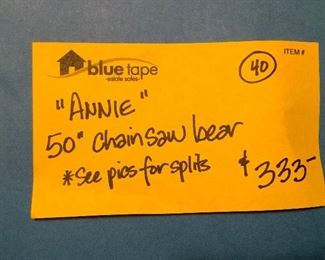 blue tape
-estate sales-
ITEM #
40
"ANNIE"
50" chainsaw bear
*See pics for splits
$333-